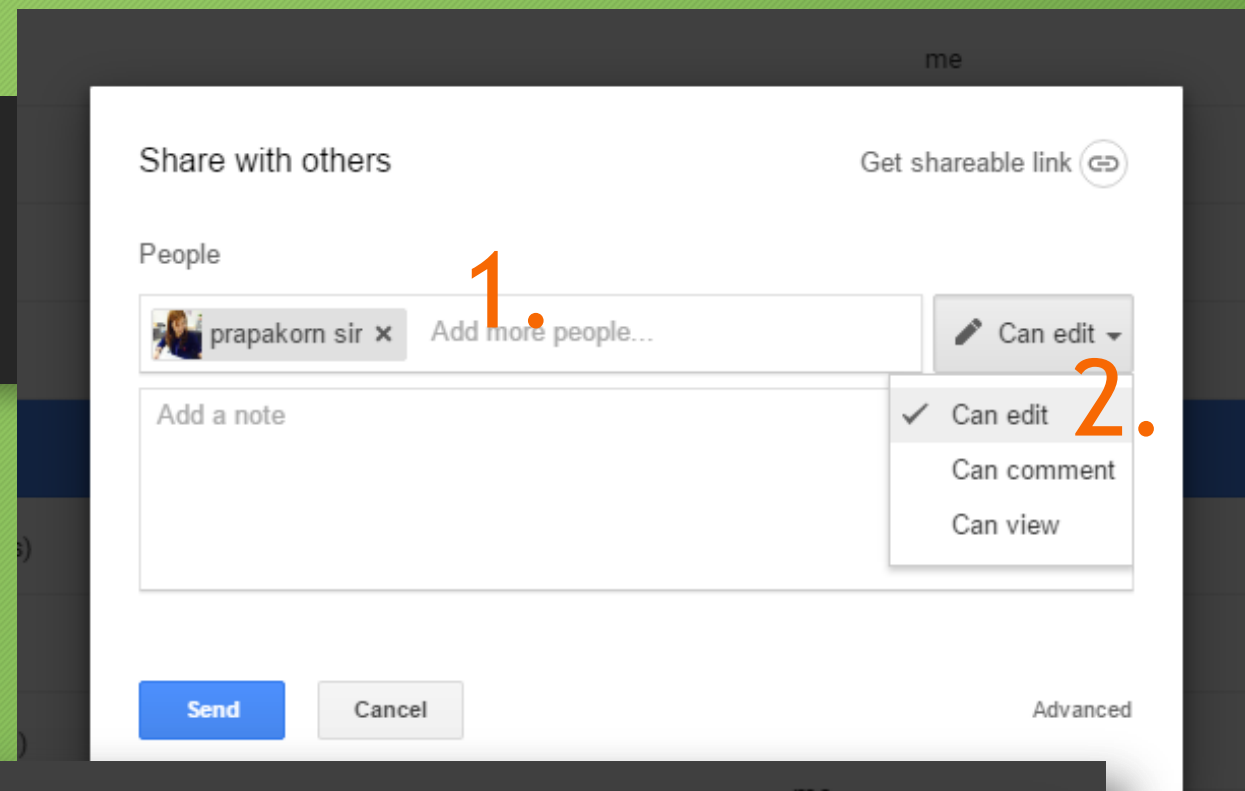 me
Share with others
Get shareable link
People
1.
prapakorn sir × Add more people...
Can edit
2.
Add a note
Can edit
Can comment
Can view
s)
)
Send
Cancel
Advanced